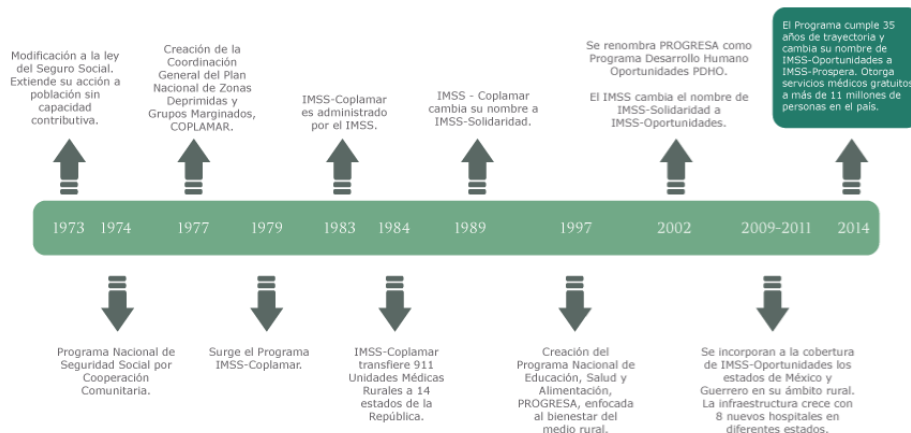 Modificación a la ley
del Seguro Social.
Extiende su acción a
población sin
capacidad
contributiva.
Creación de la
Coordinación
General del Plan
Nacional de Zonas
Deprimidas y
Grupos Marginados,
COPLAMAR.
IMSS-Coplamar
es administrado
por el IMSS.
IMSS - Coplamar
cambia su nombre a
IMSS-Solidaridad.
Se renombra PROGRESA como
Programa Desarrollo Humano
Oportunidades PDHO.
El IMSS cambia el nombre de
IMSS-Solidaridad a
IMSS-Oportunidades.
El Programa cumple 35
años de trayectoria y
cambia su nombre de
IMSS-Oportunidades a
IMSS-Prospera. Otorga
servicios médicos gratuitos
a más de 11 millones de
personas en el país.
1973 1974 1977 1979 1983 1984 1989 1997 2002 2009-2011 2014
Programa Nacional de
Seguridad Social por
Cooperación
Comunitaria.
Surge el Programa
IMSS-Coplamar.
IMSS-Coplamar
transfiere 911
Unidades Médicas
Rurales a 14
estados de la
República.
Creación del
Programa Nacional de
Educación, Salud y
Alimentación,
PROGRESA, enfocada
al bienestar del
medio rural.
Se incorporan a la cobertura
de IMSS-Oportunidades los
estados de México y
Guerrero en su ámbito rural.
La infraestructura crece con
8 nuevos hospitales en
diferentes estados.